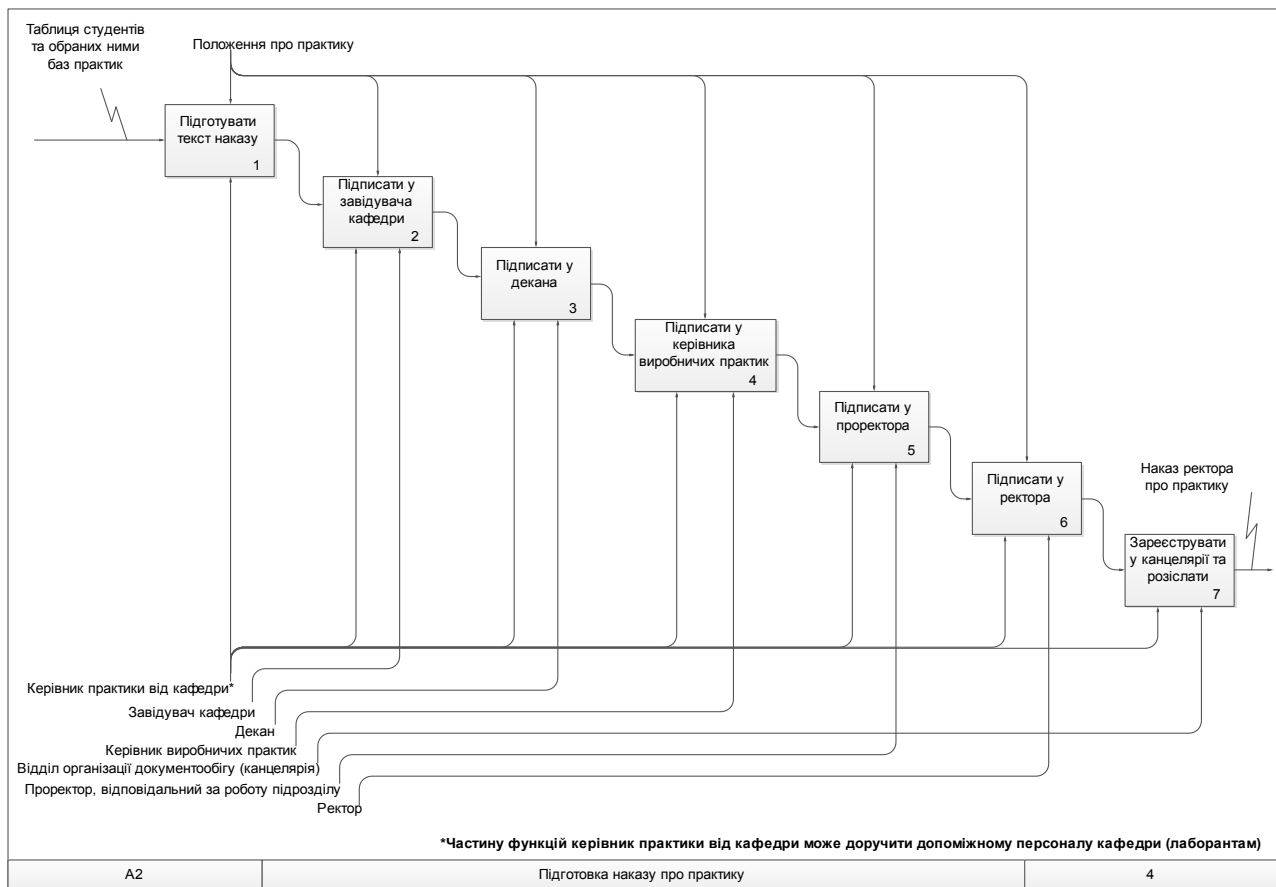 Таблиця студентів
та обраних ними
баз практик
Положення про практику
Підготувати
текст наказу
1
Підписати у
завідувача
кафедри
2
Підписати у
декана
3
Підписати у
керівника
виробничих практик
4
Підписати у
проректора
5
Підписати у
ректора
6
Наказ ректора
про практику
Зареєструвати
у канцелярії та
розіслати
7
Керівник практики від кафедри*
Завідувач кафедри
Декан
Керівник виробничих практик
Відділ організації документообігу (канцелярія)
Проректор, відповідальний за роботу підрозділу
Ректор
*Частину функцій керівник практики від кафедри може доручити допоміжному персоналу кафедри (лаборантам)
А2
Підготовка наказу про практику
4